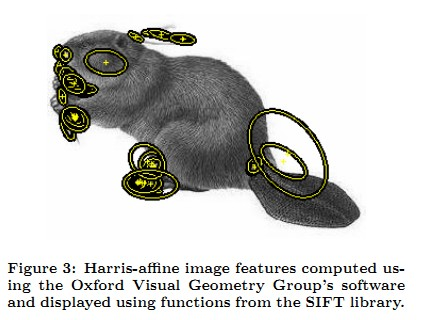 Figure 3: Harris-affine image features computed us-
ing the Oxford Visual Geometry Group's software
and displayed using functions from the SIFT library.